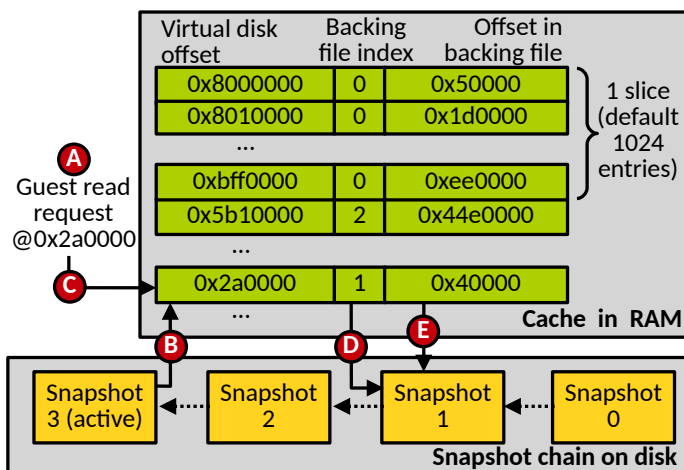 Virtual disk offset
Backing file index
Offset in backing file
0x8000000 0 0x50000
0x8010000 0 0x1d0000
...
0xbff0000 0 0xee0000
0x5b10000 2 0x44e0000
...
0x2a0000 1 0x40000
...
1 slice
(default
1024
entries)
A
Guest read
request
@0x2a0000
C
Cache in RAM
B
D
E
Snapshot
3 (active)
Snapshot
2
Snapshot
1
Snapshot
0
Snapshot chain on disk